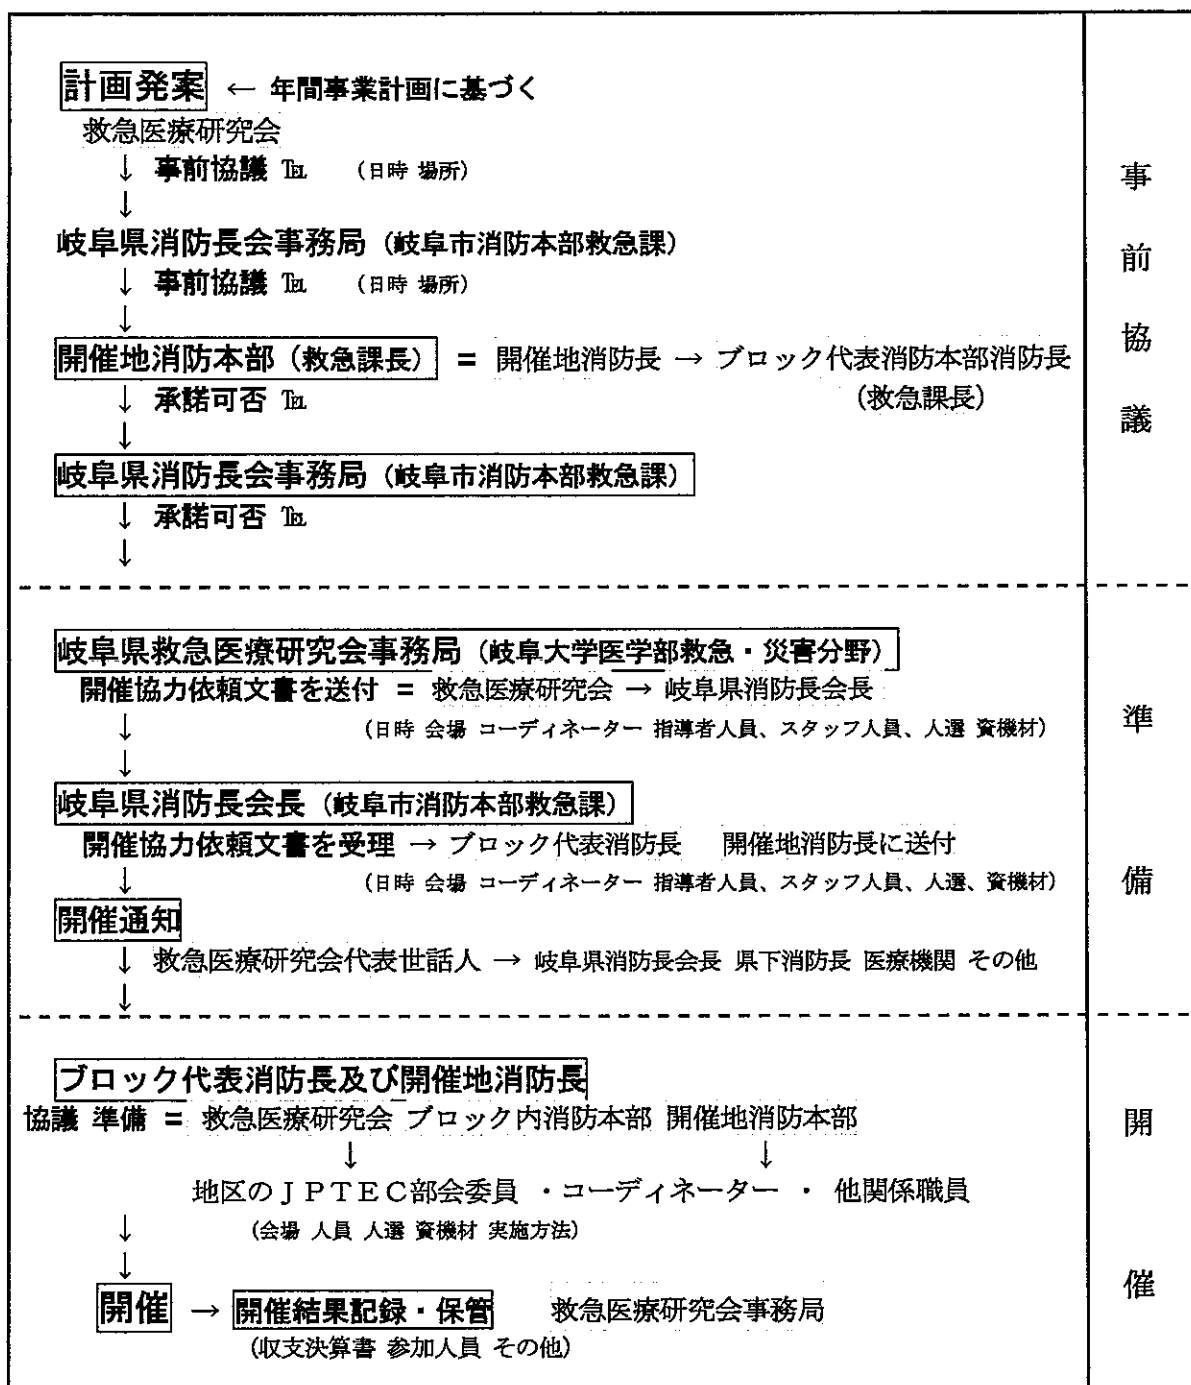 計画発案 ← 年間事業計画に基づく
救急医療研究会
↓ 事前協議 ℡ (日時 場所)
↓
岐阜県消防長会事務局(岐阜市消防本部救急課)
↓ 事前協議 ℡ (日時 場所)
↓
開催地消防本部(救急課長) = 開催地消防長 → ブロック代表消防本部消防長
↓ 承諾可否 ℡ (救急課長)
↓
岐阜県消防長会事務局(岐阜市消防本部救急課)
↓ 承諾可否 ℡
↓
事前協議
岐阜県救急医療研究会事務局(岐阜大学医学部救急・災害分野)
開催協力依頼文書を送付 = 救急医療研究会 → 岐阜県消防長会長
↓ (日時 会場 コーディネーター 指導者人員、スタッフ人員、人選 資機材)
↓
岐阜県消防長会長(岐阜市消防本部救急課)
開催協力依頼文書を受理 → ブロック代表消防長 開催地消防長に送付
↓ (日時 会場 コーディネーター 指導者人員、スタッフ人員、人選、資機材)
開催通知
↓ 救急医療研究会代表世話人 → 岐阜県消防長会長 県下消防長 医療機関 その他
↓
準備
ブロック代表消防長及び開催地消防長
協議 準備 = 救急医療研究会 ブロック内消防本部 開催地消防本部
↓ ↓
地区のJPTEC部会委員 ・コーディネーター ・ 他関係職員
↓ (会場 人員 人選 資機材 実施方法)
↓
開催 → 開催結果記録・保管 救急医療研究会事務局
(収支決算書 参加人員 その他)
開催